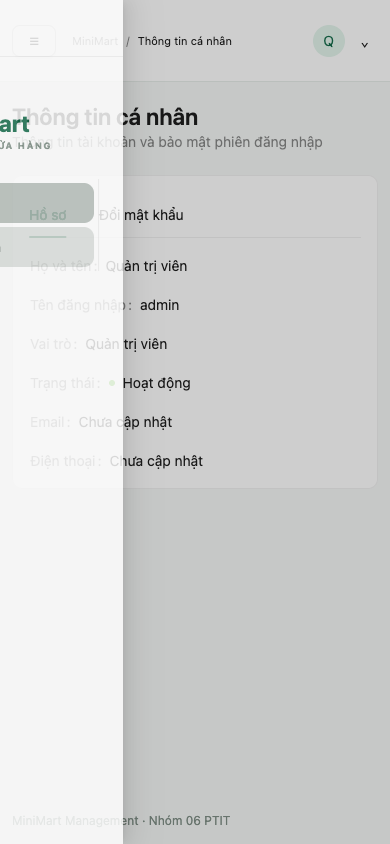 MiniMart / Thông tin cá nhân
Q
art
ỬA HÀNG
Thông tin cá nhân
Thông tin tài khoản và bảo mật phiên đăng nhập
Hồ sơ Đổi mật khẩu
Họ và tên : Quản trị viên
Tên đăng nhập : admin
Vai trò : Quản trị viên
Trạng thái : Hoạt động
Email : Chưa cập nhật
Điện thoại : Chưa cập nhật
MiniMart Management · Nhóm 06 PTIT